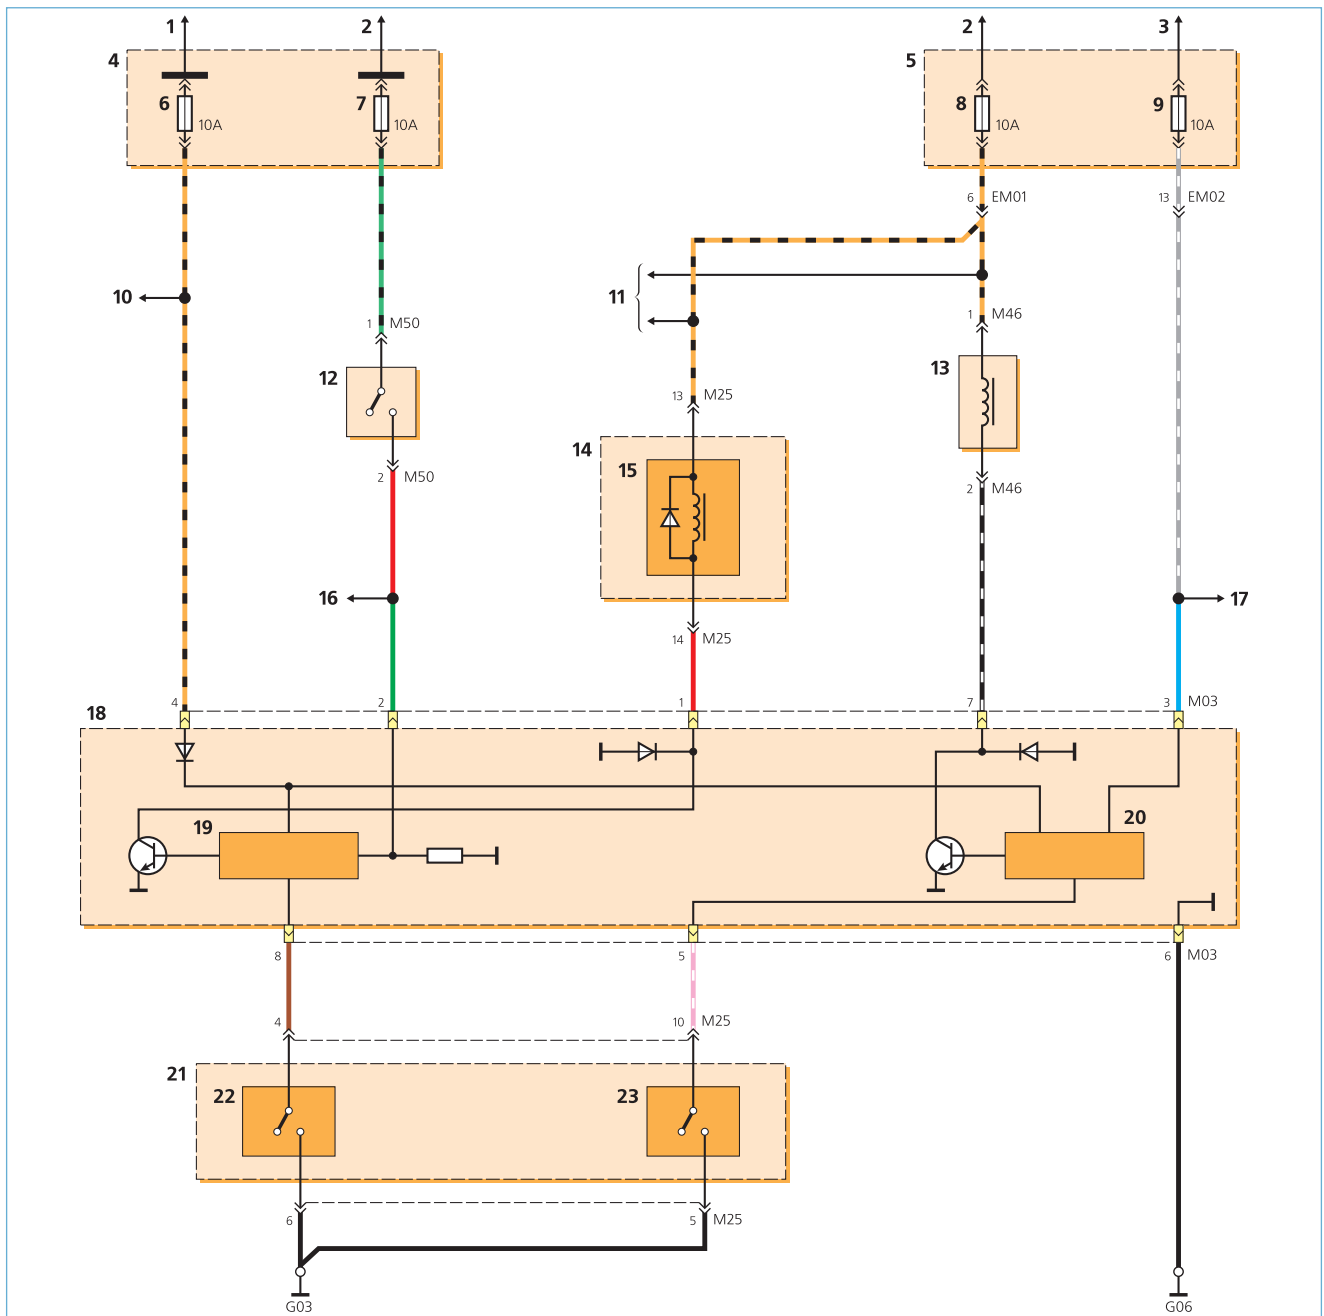 1 2 2 3
4 5
6 10A 7 10A 8 10A 9 10A
6 EM01 13 EM02
10 11
1 M50 1 M46
12 13
13 M25
14
15
2 M50 2 M46
16 17
14 M25
4 2 1 7 3 M03
18
19 20
8 5 6 M03
4 10 M25
21
22 23
6 5 M25
G03 G06